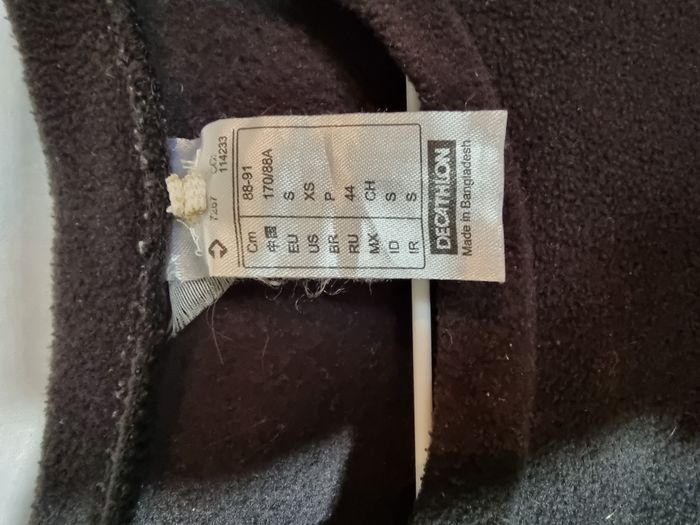 114233
Cm 88-91
中国 170/88A
EU S
US XS
BR P
RU 44
MX CH
ID S
IR S
DECATHLON
Made in Bangladesh